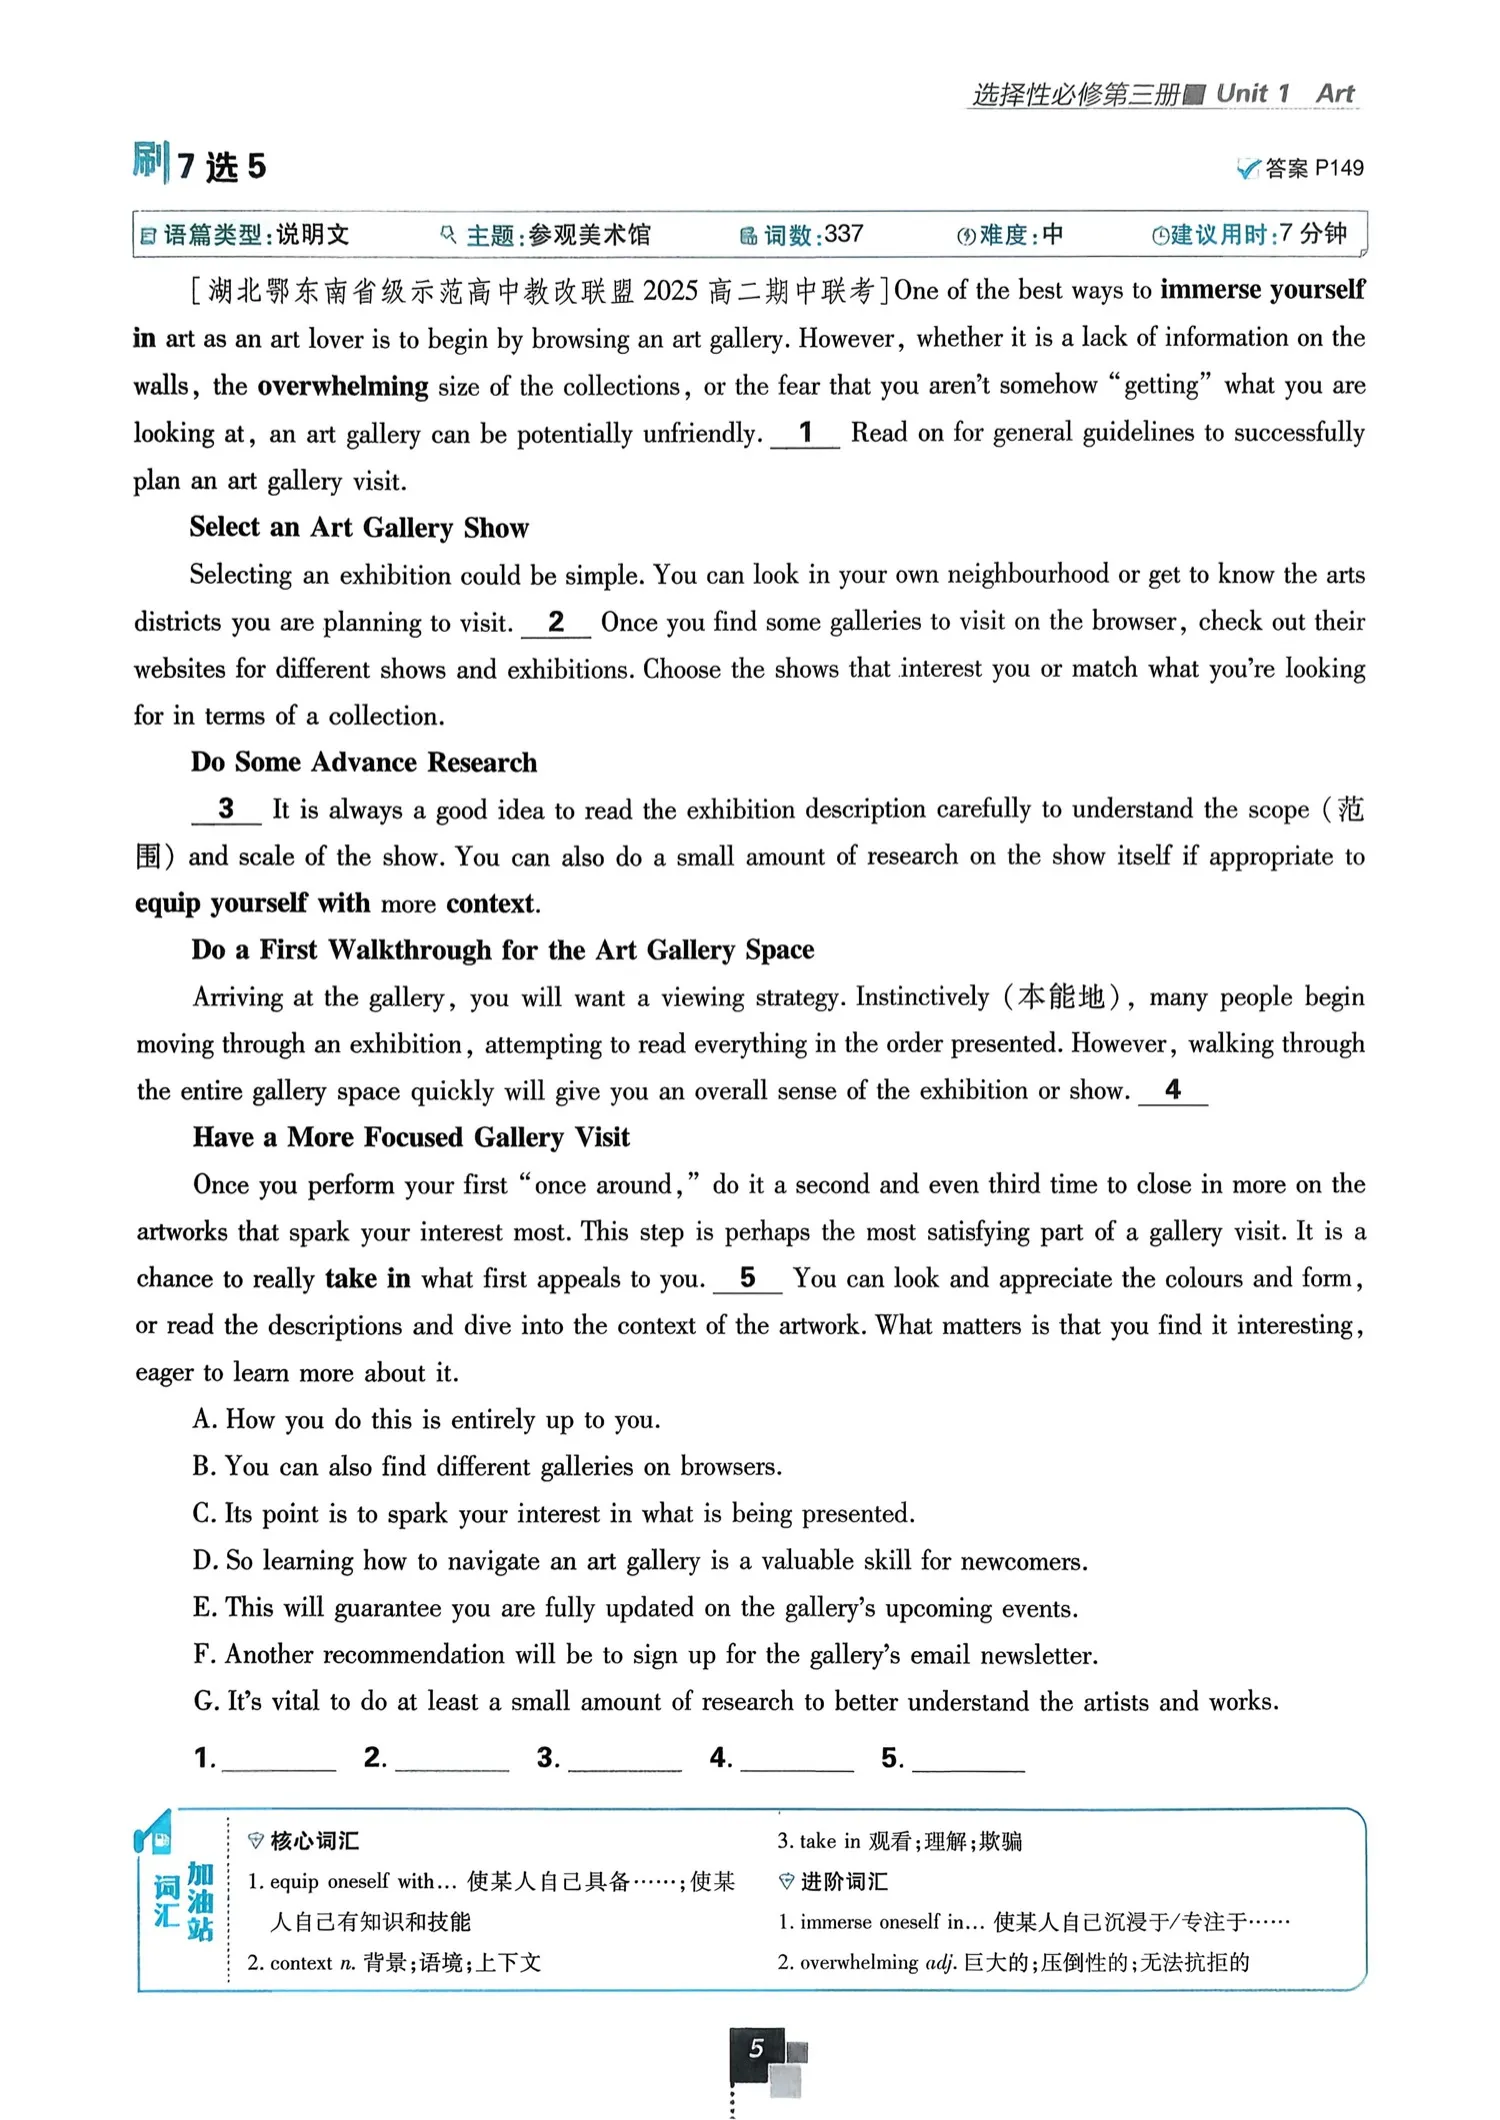 选择性必修第三册 Unit 1 Art
刷 7 选 5
答案 P149
语篇类型:说明文 主题:参观美术馆 词数:337 难度:中 建议用时:7 分钟
[湖北鄂东南省级示范高中教改联盟 2025 高二期中联考]One of the best ways to immerse yourself
in art as an art lover is to begin by browsing an art gallery. However, whether it is a lack of information on the
walls, the overwhelming size of the collections, or the fear that you aren't somehow “getting” what you are
looking at, an art gallery can be potentially unfriendly. 1 Read on for general guidelines to successfully
plan an art gallery visit.
Select an Art Gallery Show
Selecting an exhibition could be simple. You can look in your own neighbourhood or get to know the arts
districts you are planning to visit. 2 Once you find some galleries to visit on the browser, check out their
websites for different shows and exhibitions. Choose the shows that interest you or match what you're looking
for in terms of a collection.
Do Some Advance Research
3 It is always a good idea to read the exhibition description carefully to understand the scope (范
围) and scale of the show. You can also do a small amount of research on the show itself if appropriate to
equip yourself with more context.
Do a First Walkthrough for the Art Gallery Space
Arriving at the gallery, you will want a viewing strategy. Instinctively (本能地), many people begin
moving through an exhibition, attempting to read everything in the order presented. However, walking through
the entire gallery space quickly will give you an overall sense of the exhibition or show. 4
Have a More Focused Gallery Visit
Once you perform your first “once around,” do it a second and even third time to close in more on the
artworks that spark your interest most. This step is perhaps the most satisfying part of a gallery visit. It is a
chance to really take in what first appeals to you. 5 You can look and appreciate the colours and form,
or read the descriptions and dive into the context of the artwork. What matters is that you find it interesting,
eager to learn more about it.
A. How you do this is entirely up to you.
B. You can also find different galleries on browsers.
C. Its point is to spark your interest in what is being presented.
D. So learning how to navigate an art gallery is a valuable skill for newcomers.
E. This will guarantee you are fully updated on the gallery's upcoming events.
F. Another recommendation will be to sign up for the gallery's email newsletter.
G. It's vital to do at least a small amount of research to better understand the artists and works.
1. 2. 3. 4. 5.
词汇加油站
核心词汇
1. equip oneself with… 使某人自己具备……;使某
人自己有知识和技能
2. context n. 背景;语境;上下文
3. take in 观看;理解;欺骗
进阶词汇
1. immerse oneself in… 使某人自己沉浸于/专注于……
2. overwhelming adj. 巨大的;压倒性的;无法抗拒的
5